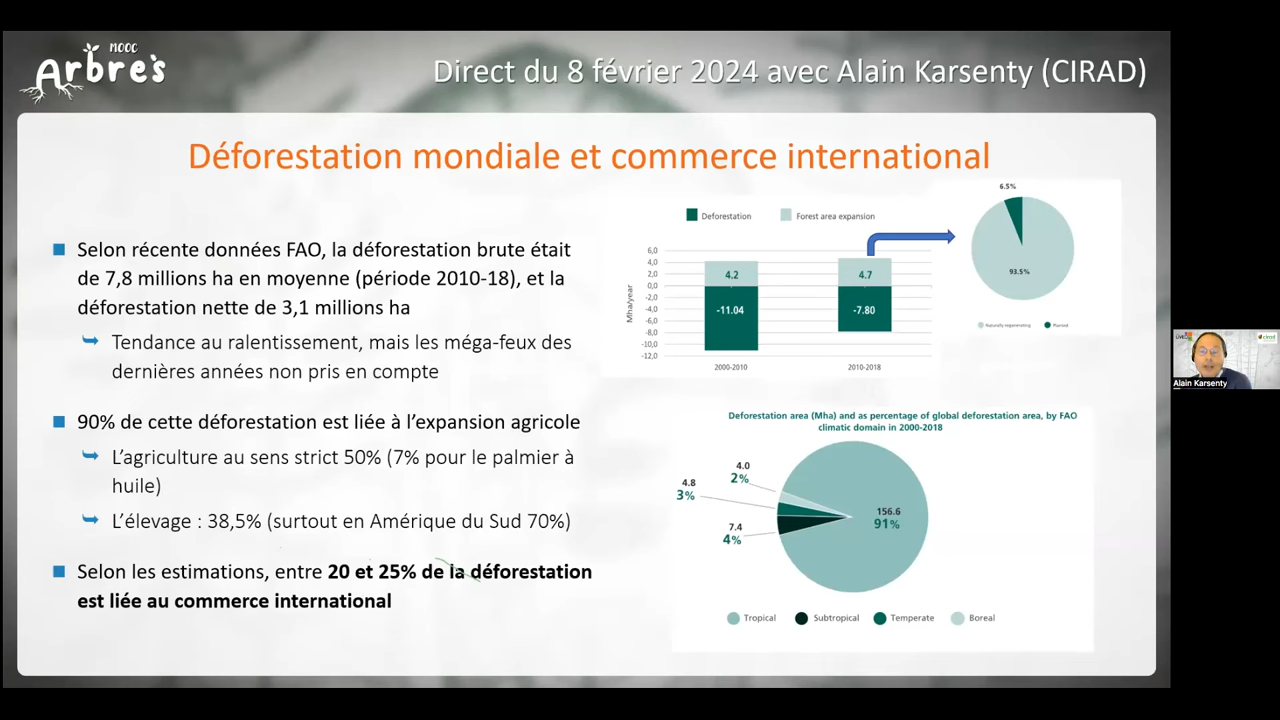 MOOC
Arbre's
Direct du 8 février 2024 avec Alain Karsenty (CIRAD)
Déforestation mondiale et commerce international
Selon récente données FAO, la déforestation brute était
de 7,8 millions ha en moyenne (période 2010-18), et la
déforestation nette de 3,1 millions ha
Tendance au ralentissement, mais les méga-feux des
dernières années non pris en compte
90% de cette déforestation est liée à l'expansion agricole
L'agriculture au sens strict 50% (7% pour le palmier à
huile)
L'élevage : 38,5% (surtout en Amérique du Sud 70%)
Selon les estimations, entre 20 et 25% de la déforestation
est liée au commerce international
Deforestation
Forest area expansion
Mha/year
6,0
4,0
2,0
0,0
-2,0
-4,0
-6,0
-8,0
-10,0
-12,0
4.2
-11.04
4.7
-7.80
2000-2010
2010-2018
6.5%
93.5%
Naturally regenerating
Planted
Deforestation area (Mha) and as percentage of global deforestation area, by FAO
climatic domain in 2000-2018
4.0
2%
4.8
3%
7.4
4%
156.6
91%
Tropical
Subtropical
Temperate
Boreal
cirad
Alain Karsenty